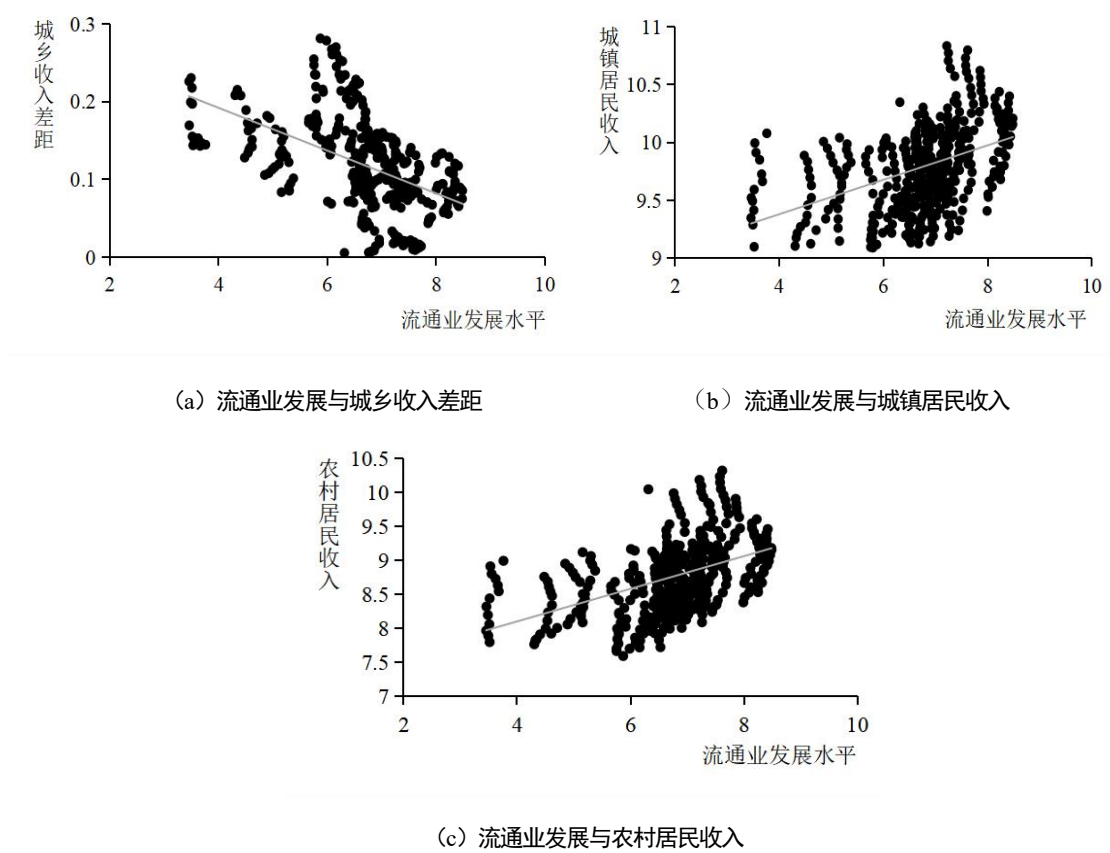 城乡收入差距
0.3
0.2
0.1
0
2 4 6 8 10
流通业发展水平
城镇居民收入
11
10.5
10
9.5
9
2 4 6 8 10
流通业发展水平
（a）流通业发展与城乡收入差距
（b）流通业发展与城镇居民收入
农村居民收入
10.5
10
9.5
9
8.5
8
7.5
7
2 4 6 8 10
流通业发展水平
（c）流通业发展与农村居民收入